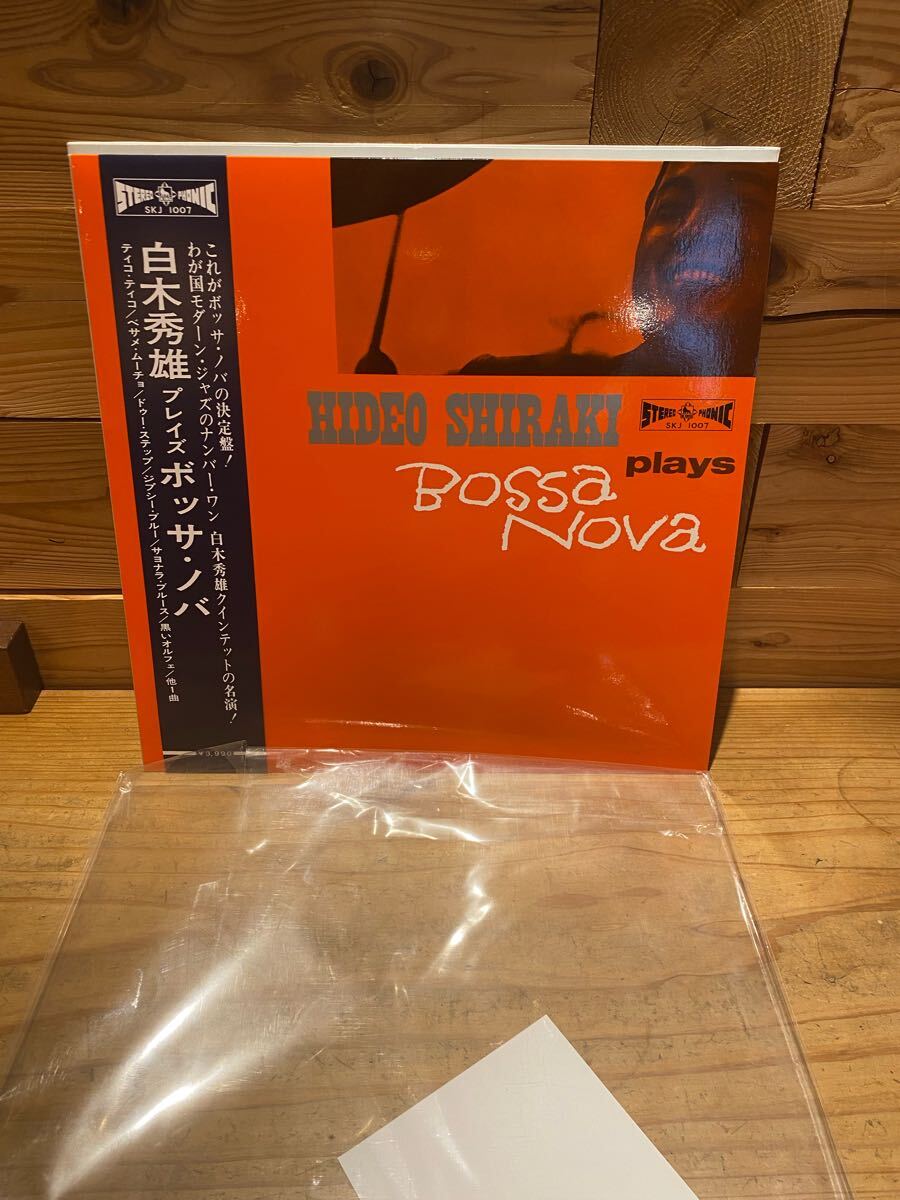 STEREO PHONIC
SKJ 1007
これがボッサ・ノバの決定盤!
わが国モダーン・ジャズのナンバー・ワン 白木秀雄クインテットの名演!
白木秀雄 プレイズ ボッサ・ノバ
ティコ・ティコ/ベサメ・ムーチョ/ドゥー・ステップ/ジプシー・ブルー/サヨナラ・ブルース/黒いオルフェ/他1曲
¥3,990
HIDEO SHIRAKI
STEREO PHONIC
SKJ 1007
plays
Bossa
Nova